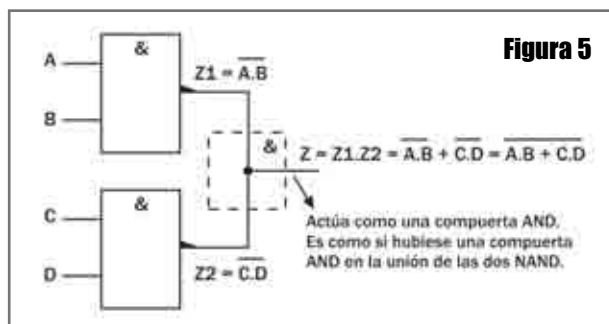 Figura 5
A
&
Z1 = A̅.̅B̅
B
&
Z = Z1.Z2 = A̅.̅B̅ + C̅.̅D̅ = A̅.̅B̅ ̅+̅ ̅C̅.̅D̅
C
&
Actúa como una compuerta AND.
Es como si hubiese una compuerta
AND en la unión de las dos NAND.
D
Z2 = C̅.̅D̅